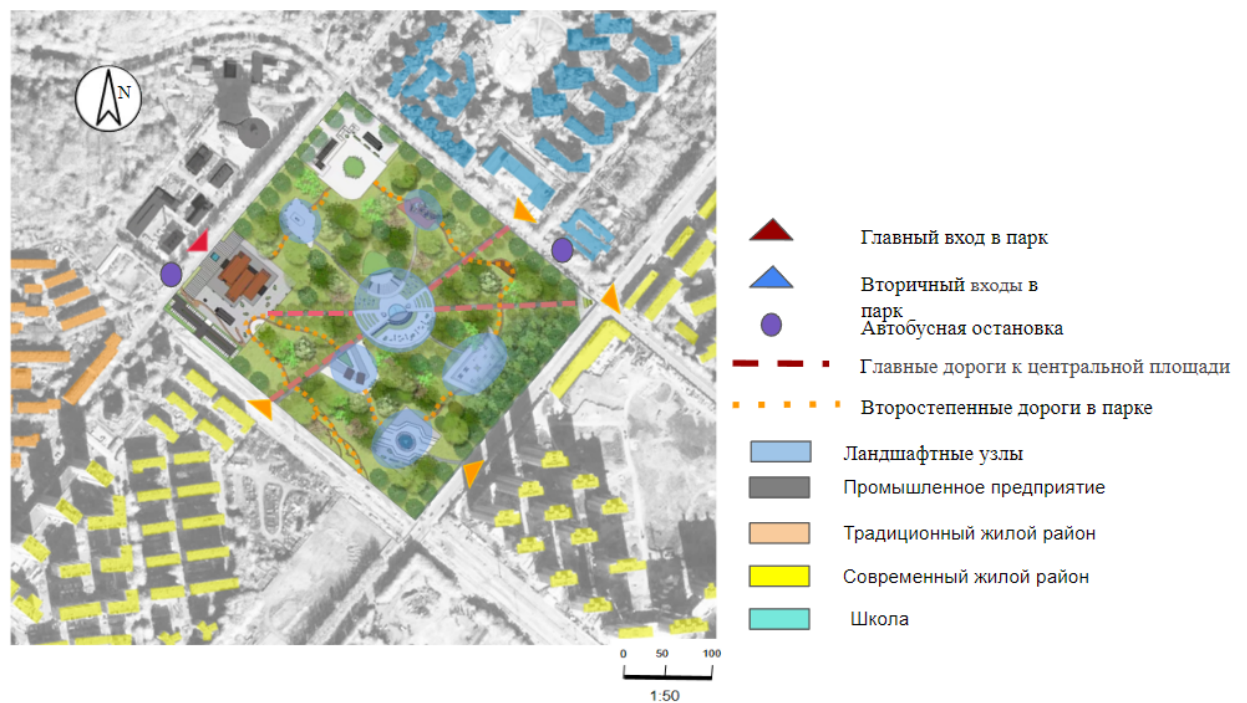 N
Главный вход в парк
Вторичный входы в
парк
Автобусная остановка
Главные дороги к центральной площади
Второстепенные дороги в парке
Ландшафтные узлы
Промышленное предприятие
Традиционный жилой район
Современный жилой район
Школа
0 50 100
1:50